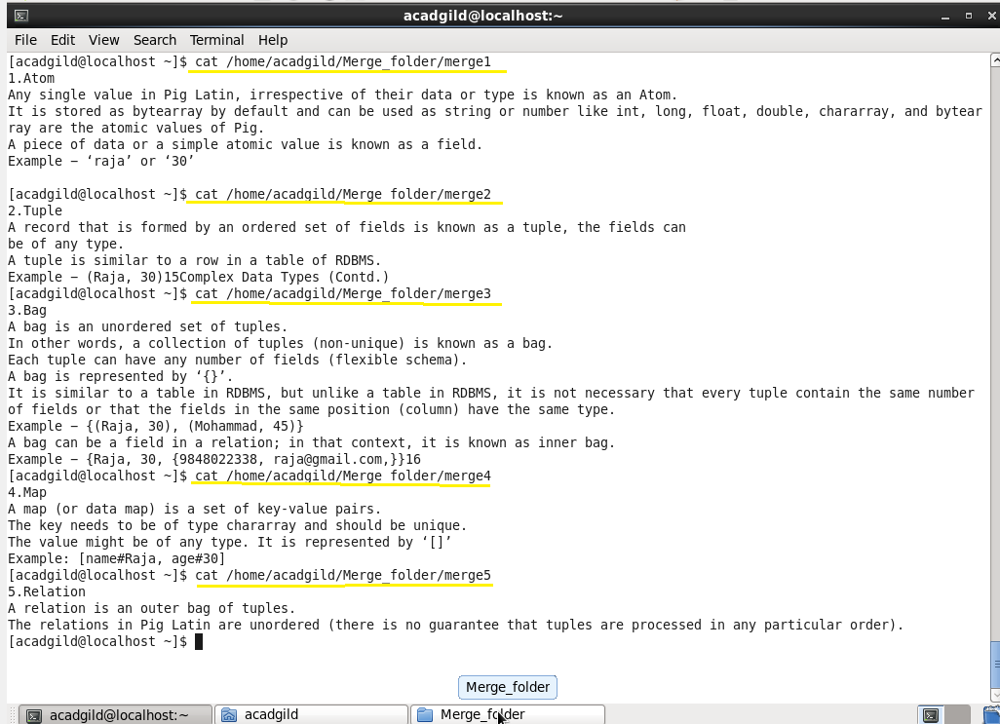 acadgild@localhost:~
File Edit View Search Terminal Help
[acadgild@localhost ~]$ cat /home/acadgild/Merge_folder/merge1
1.Atom
Any single value in Pig Latin, irrespective of their data or type is known as an Atom.
It is stored as bytearray by default and can be used as string or number like int, long, float, double, chararray, and bytear
ray are the atomic values of Pig.
A piece of data or a simple atomic value is known as a field.
Example − ‘raja’ or ‘30’
[acadgild@localhost ~]$ cat /home/acadgild/Merge_folder/merge2
2.Tuple
A record that is formed by an ordered set of fields is known as a tuple, the fields can
be of any type.
A tuple is similar to a row in a table of RDBMS.
Example − (Raja, 30)15Complex Data Types (Contd.)
[acadgild@localhost ~]$ cat /home/acadgild/Merge_folder/merge3
3.Bag
A bag is an unordered set of tuples.
In other words, a collection of tuples (non-unique) is known as a bag.
Each tuple can have any number of fields (flexible schema).
A bag is represented by ‘{}’.
It is similar to a table in RDBMS, but unlike a table in RDBMS, it is not necessary that every tuple contain the same number
of fields or that the fields in the same position (column) have the same type.
Example − {(Raja, 30), (Mohammad, 45)}
A bag can be a field in a relation; in that context, it is known as inner bag.
Example − {Raja, 30, {9848022338, raja@gmail.com,}}16
[acadgild@localhost ~]$ cat /home/acadgild/Merge_folder/merge4
4.Map
A map (or data map) is a set of key-value pairs.
The key needs to be of type chararray and should be unique.
The value might be of any type. It is represented by ‘[]’
Example: [name#Raja, age#30]
[acadgild@localhost ~]$ cat /home/acadgild/Merge_folder/merge5
5.Relation
A relation is an outer bag of tuples.
The relations in Pig Latin are unordered (there is no guarantee that tuples are processed in any particular order).
[acadgild@localhost ~]$
Merge_folder
acadgild@localhost:~ acadgild Merge_folder